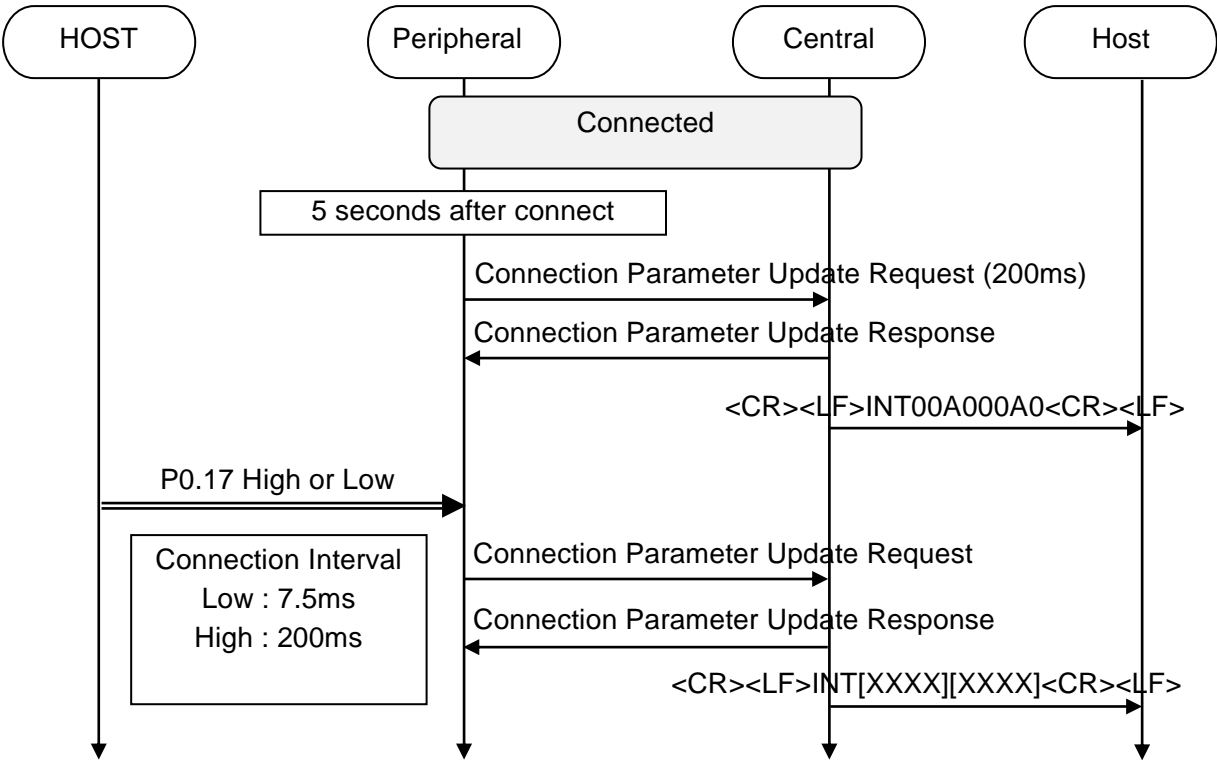 HOST
Peripheral
Central
Host
Connected
5 seconds after connect
Connection Parameter Update Request (200ms)
Connection Parameter Update Response
<CR><LF>INT00A000A0<CR><LF>
P0.17 High or Low
Connection Interval
Low : 7.5ms
High : 200ms
Connection Parameter Update Request
Connection Parameter Update Response
<CR><LF>INT[XXXX][XXXX]<CR><LF>